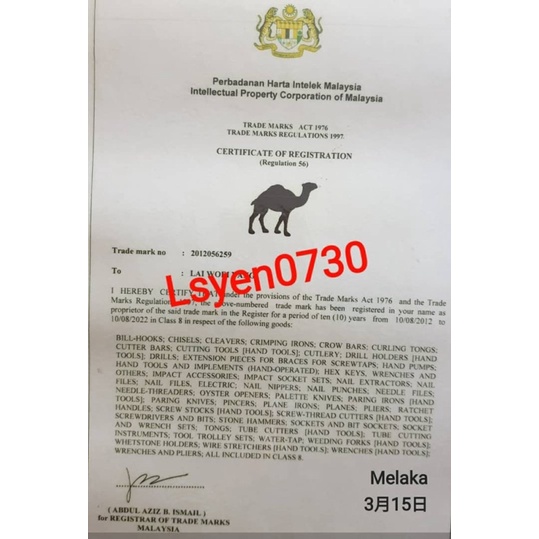 Perbadanan Harta Intelek Malaysia
Intellectual Property Corporation of Malaysia
TRADE MARKS ACT 1976
TRADE MARKS REGULATIONS 1997
CERTIFICATE OF REGISTRATION
(Regulation 56)
Trade mark no : 2012056259
To : LAI
Lsyen0730
I HEREBY CERTIFY THAT under the provisions of the Trade Marks Act 1976 and the Trade
Marks Regulation 1997, the above-numbered trade mark has been registered in your name as
proprietor of the said trade mark in the Register for a period of ten (10) years from 10/08/2012 to
10/08/2022 in Class 8 in respect of the following goods:
BILL-HOOKS; CHISELS; CLEAVERS; CRIMPING IRONS; CROW BARS; CURLING TONGS;
CUTTER BARS; CUTTING TOOLS [HAND TOOLS]; CUTLERY; DRILL HOLDERS [HAND
TOOLS]; DRILLS; EXTENSION PIECES FOR BRACES FOR SCREWTAPS; HAND PUMPS;
HAND TOOLS AND IMPLEMENTS (HAND-OPERATED); HEX KEYS, WRENCHES AND
OTHERS; IMPACT ACCESSORIES; IMPACT SOCKET SETS; NAIL EXTRACTORS; NAIL
FILES; NAIL FILES, ELECTRIC; NAIL NIPPERS; NAIL PUNCHES; NEEDLE FILES;
NEEDLE-THREADERS; OYSTER OPENERS; PALETTE KNIVES; PARING IRONS [HAND
TOOLS]; PARING KNIVES; PINCERS; PLANE IRONS; PLANES; PLIERS; RATCHET
HANDLES; SCREW STOCKS [HAND TOOLS]; SCREW-THREAD CUTTERS [HAND TOOLS];
SCREWDRIVERS AND BITS; STONE HAMMERS; SOCKETS AND BIT SOCKETS; SOCKET
AND WRENCH SETS; TONGS; TUBE CUTTERS [HAND TOOLS]; TUBE CUTTING
INSTRUMENTS; TOOL TROLLEY SETS; WATER-TAP; WEEDING FORKS [HAND TOOLS];
WHETSTONE HOLDERS; WIRE STRETCHERS [HAND TOOLS]; WRENCHES [HAND TOOLS];
WRENCHES AND PLIERS; ALL INCLUDED IN CLASS 8.
Melaka
3月15日
( ABDUL AZIZ B. ISMAIL )
for REGISTRAR OF TRADE MARKS
MALAYSIA